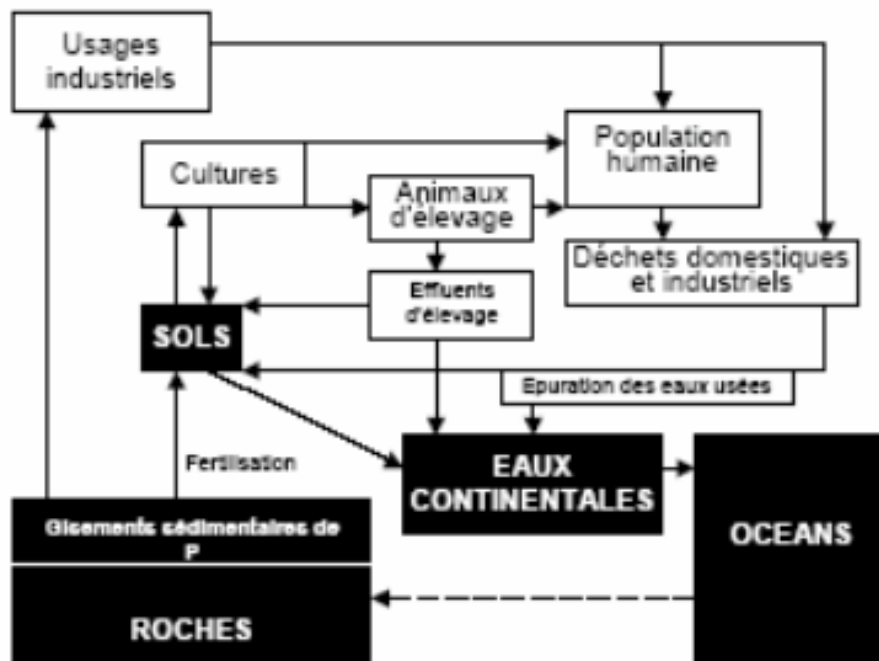 Usages
industriels
Population
humaine
Cultures
Animaux
d'élevage
Déchets domestiques
et industriels
Effluents
d'élevage
SOLS
Epuration des eaux usées
Fertilisation
EAUX
CONTINENTALES
OCEANS
Gisements sédimentaires de
P
ROCHES